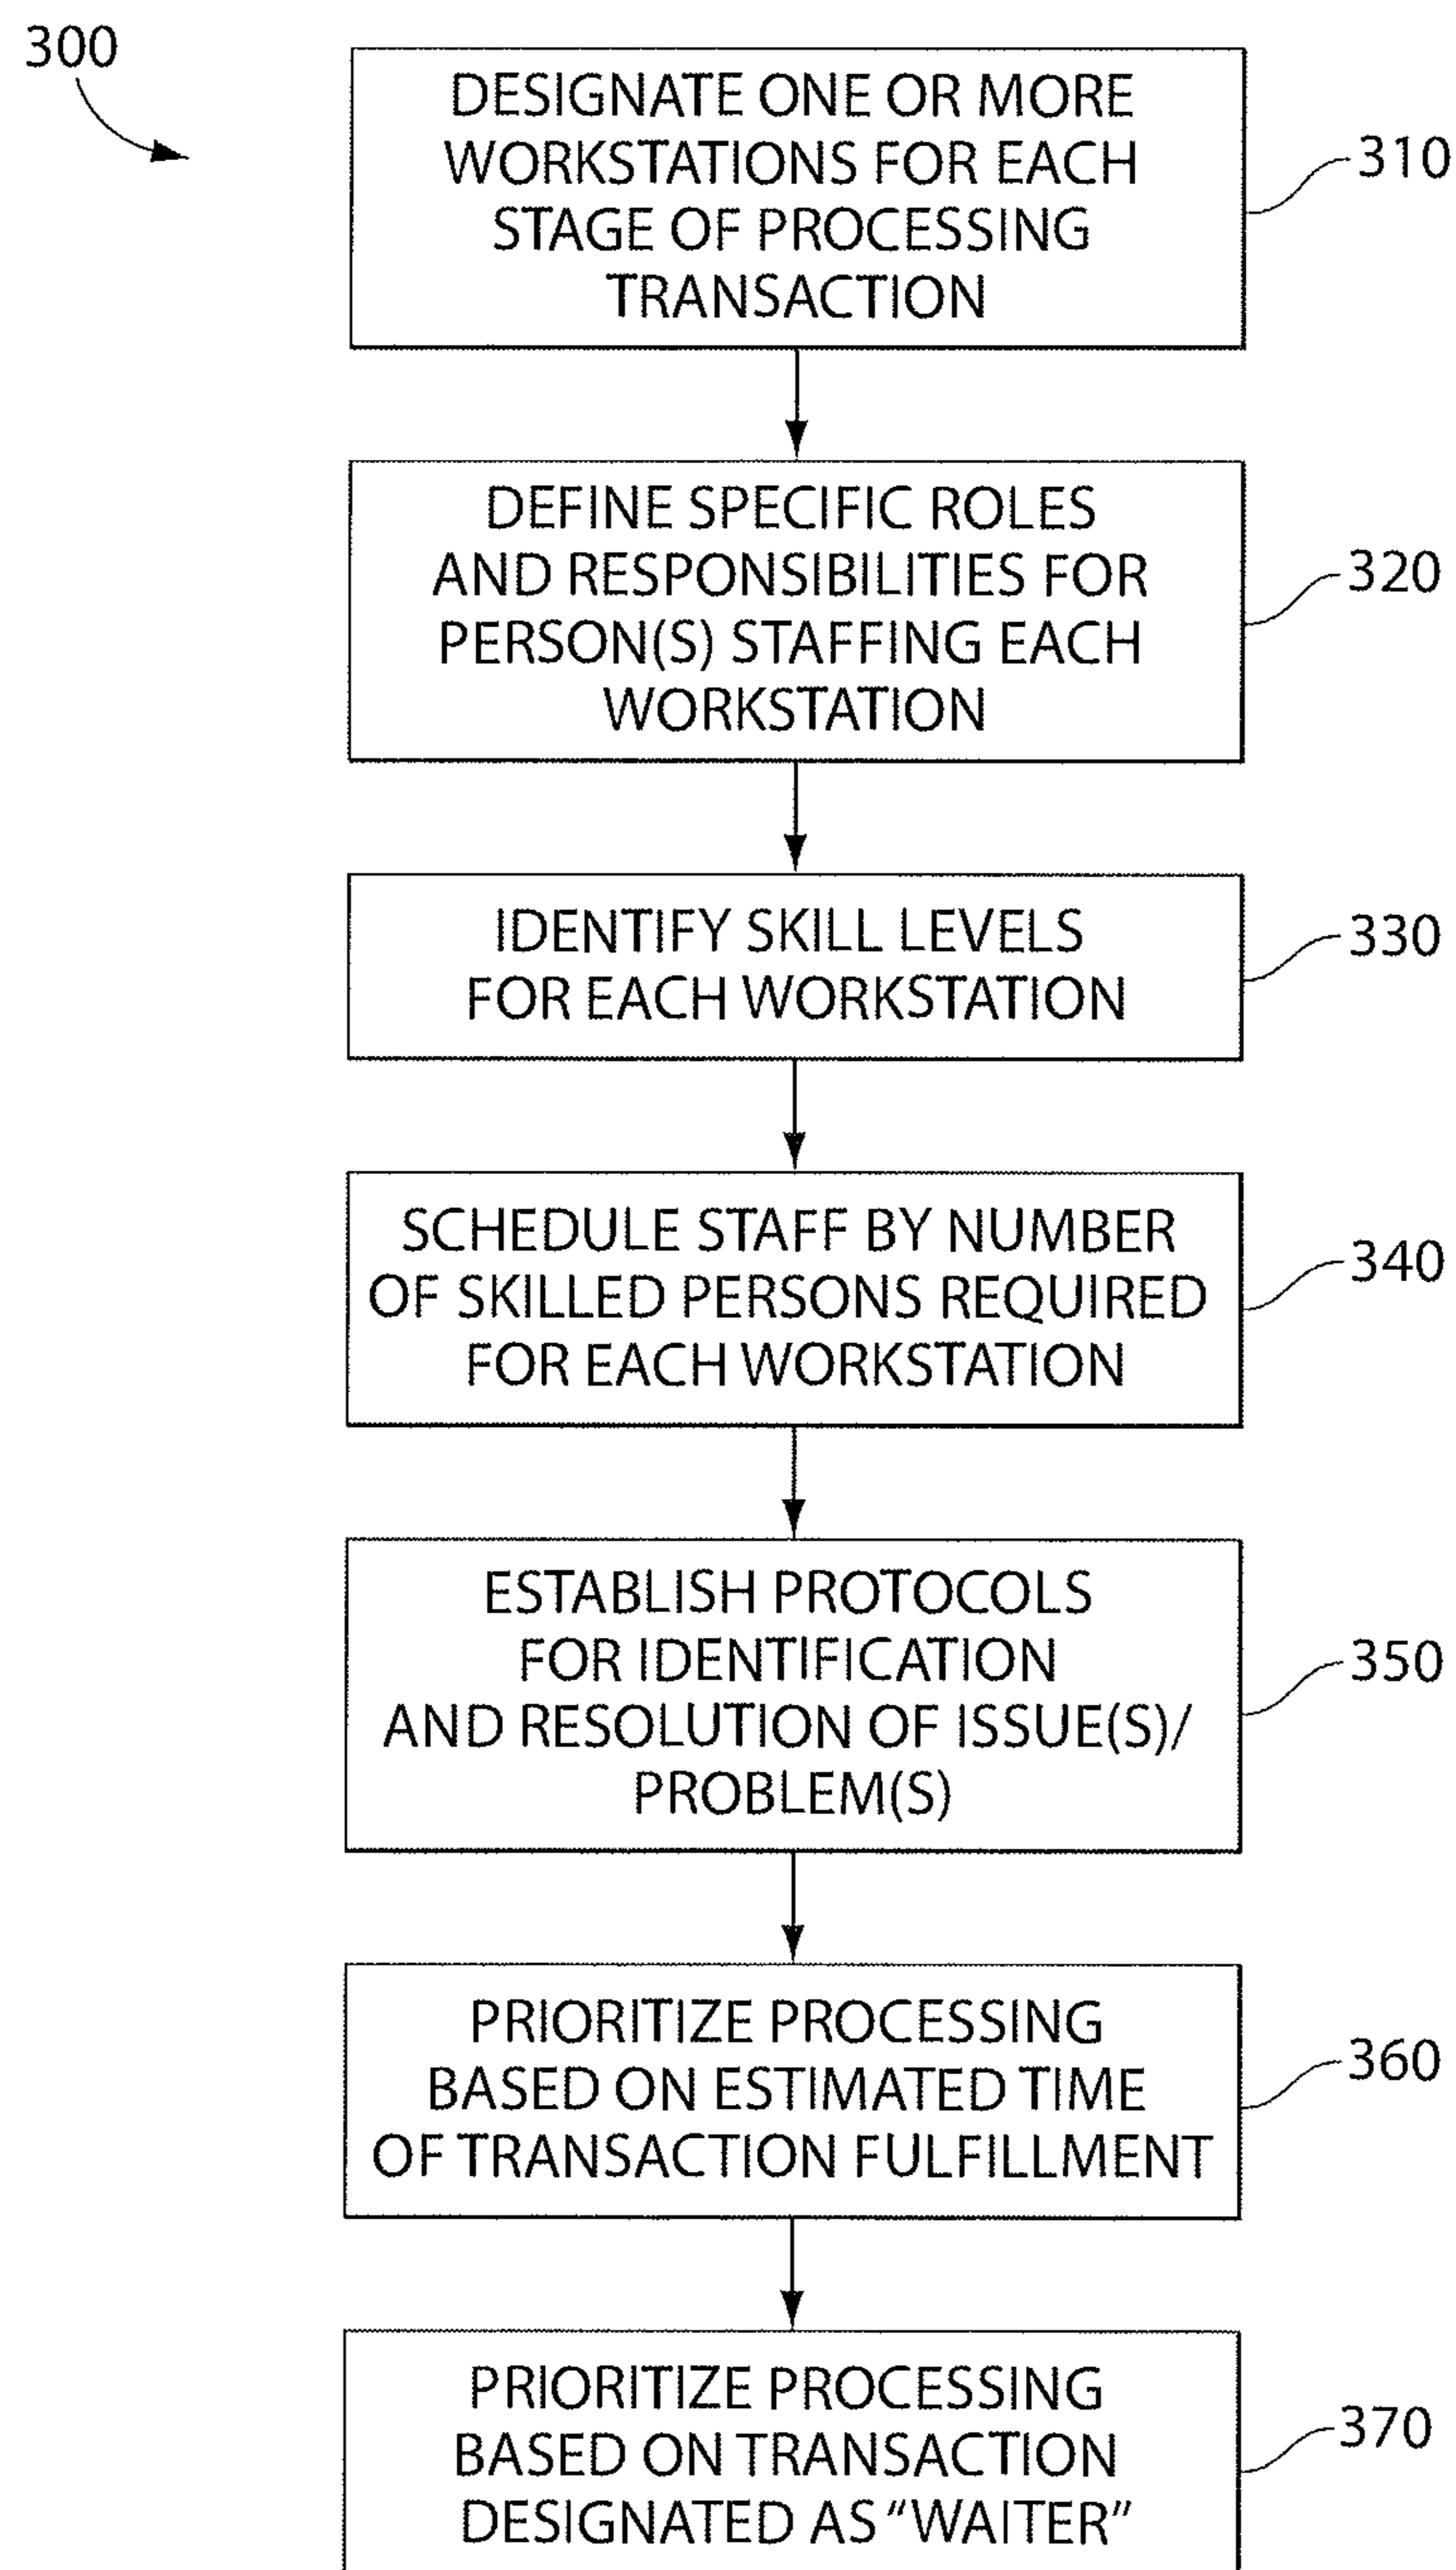 300
DESIGNATE ONE OR MORE
WORKSTATIONS FOR EACH
STAGE OF PROCESSING
TRANSACTION
310
DEFINE SPECIFIC ROLES
AND RESPONSIBILITIES FOR
PERSON(S) STAFFING EACH
WORKSTATION
320
IDENTIFY SKILL LEVELS
FOR EACH WORKSTATION
330
SCHEDULE STAFF BY NUMBER
OF SKILLED PERSONS REQUIRED
FOR EACH WORKSTATION
340
ESTABLISH PROTOCOLS
FOR IDENTIFICATION
AND RESOLUTION OF ISSUE(S)/
PROBLEM(S)
350
PRIORITIZE PROCESSING
BASED ON ESTIMATED TIME
OF TRANSACTION FULFILLMENT
360
PRIORITIZE PROCESSING
BASED ON TRANSACTION
DESIGNATED AS “WAITER”
370